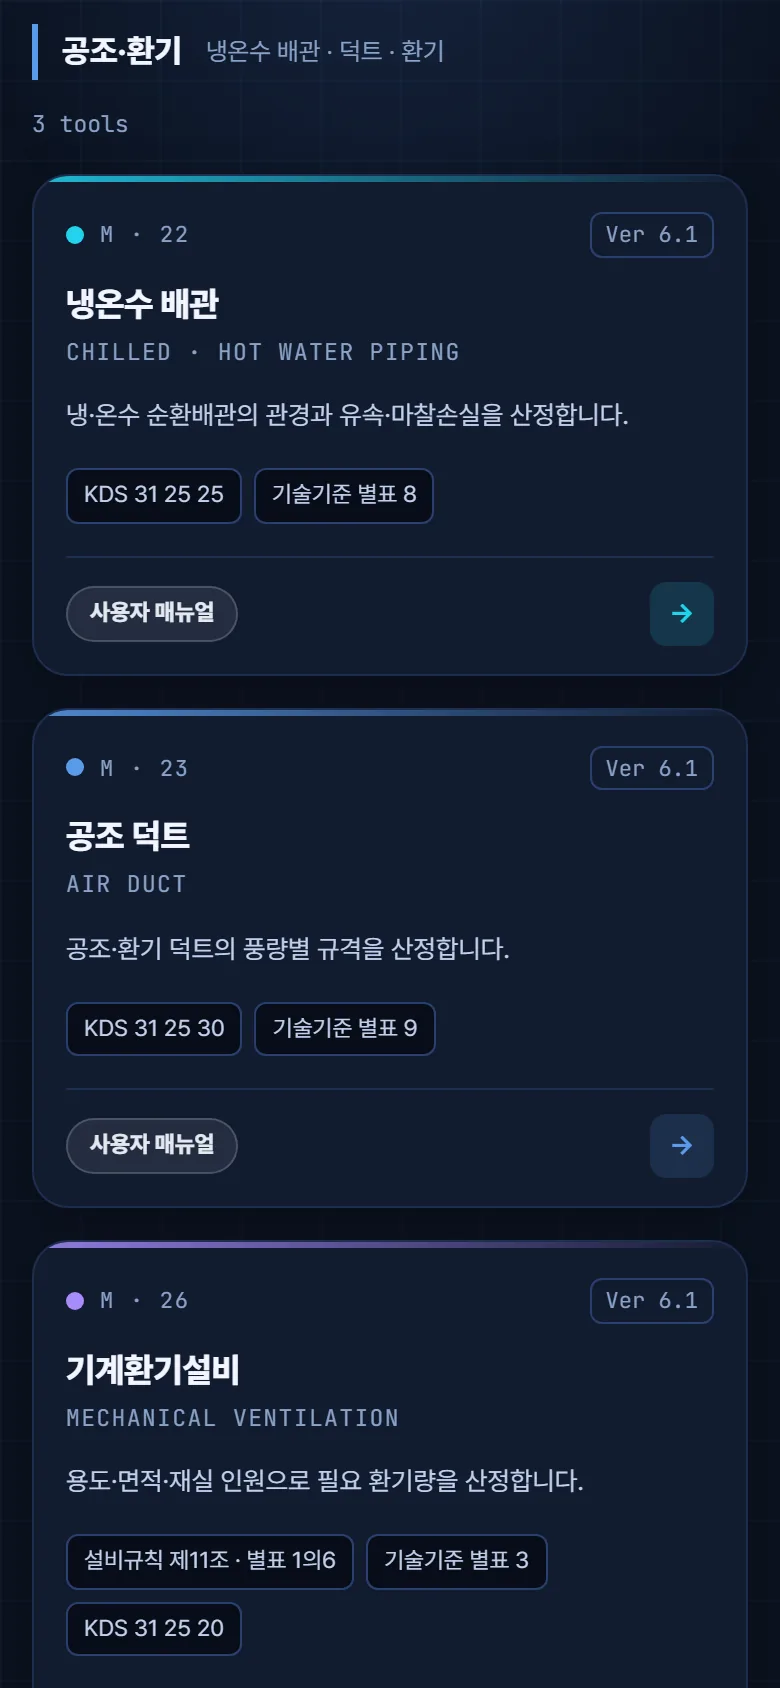 공조·환기 냉온수 배관 · 덕트 · 환기
3 tools
M · 22 Ver 6.1
냉온수 배관
CHILLED · HOT WATER PIPING
냉·온수 순환배관의 관경과 유속·마찰손실을 산정합니다.
KDS 31 25 25 기술기준 별표 8
사용자 매뉴얼 →
M · 23 Ver 6.1
공조 덕트
AIR DUCT
공조·환기 덕트의 풍량별 규격을 산정합니다.
KDS 31 25 30 기술기준 별표 9
사용자 매뉴얼 →
M · 26 Ver 6.1
기계환기설비
MECHANICAL VENTILATION
용도·면적·재실 인원으로 필요 환기량을 산정합니다.
설비규칙 제11조 · 별표 1의6 기술기준 별표 3
KDS 31 25 20